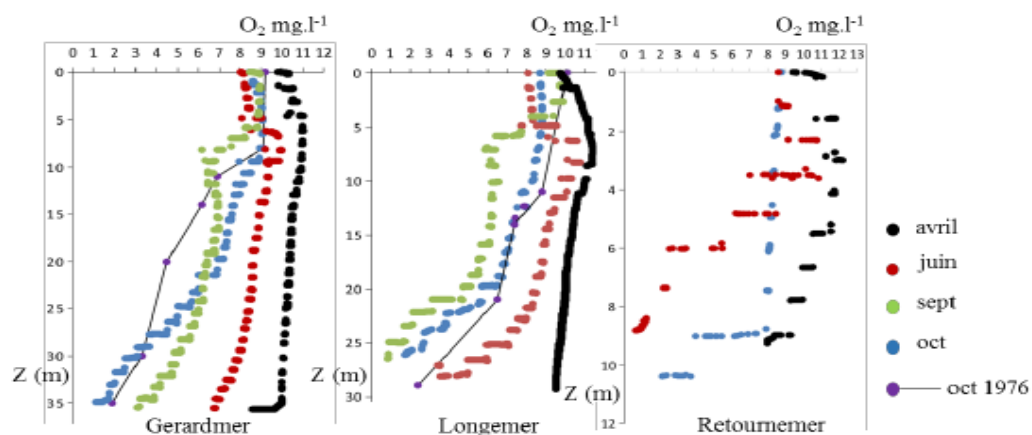 O₂ mg.l⁻¹ O₂ mg.l⁻¹ O₂ mg.l⁻¹
0 1 2 3 4 5 6 7 8 9 10 11 12
0
5
10
15
20
25
30
35
Z (m)
Gerardmer
0 1 2 3 4 5 6 7 8 9 10 11
0
5
10
15
20
25
30
Z (m)
Longemer
0 1 2 3 4 5 6 7 8 9 10 11 12 13
0
2
4
6
8
10
12
Z (m)
Retournemer
avril
juin
sept
oct
oct 1976